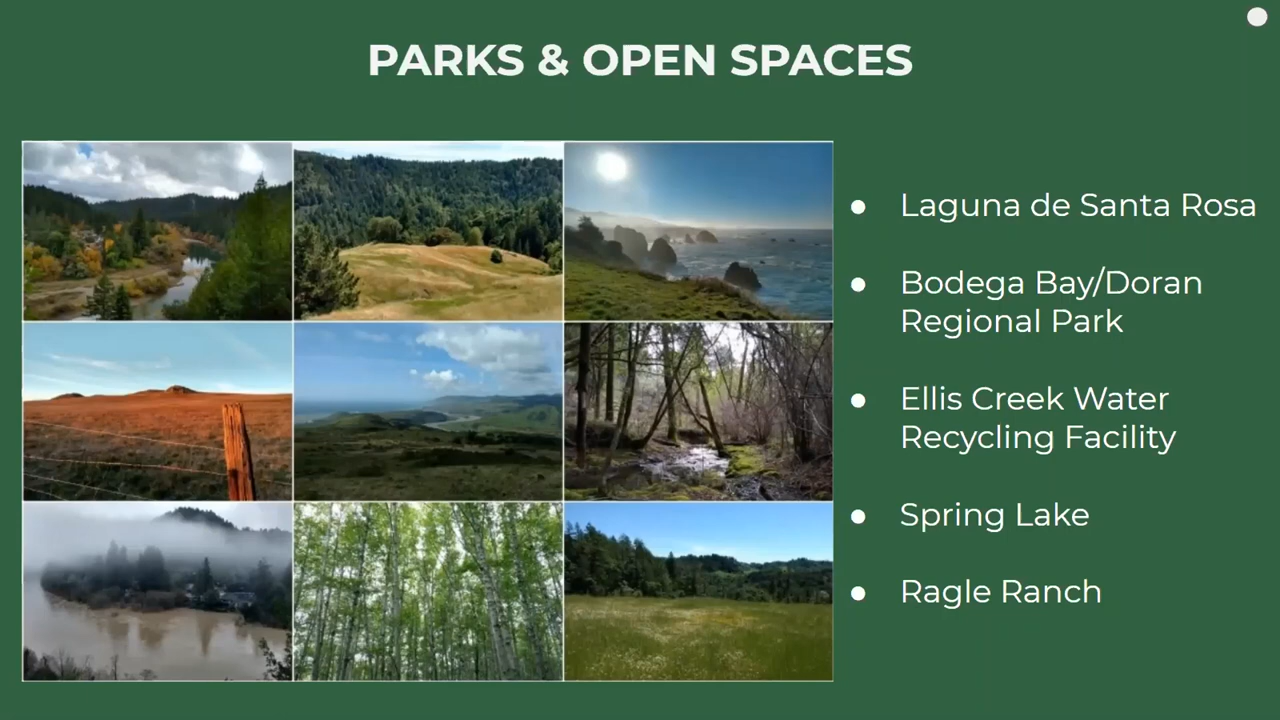 PARKS & OPEN SPACES
● Laguna de Santa Rosa
● Bodega Bay/Doran
Regional Park
● Ellis Creek Water
Recycling Facility
● Spring Lake
● Ragle Ranch